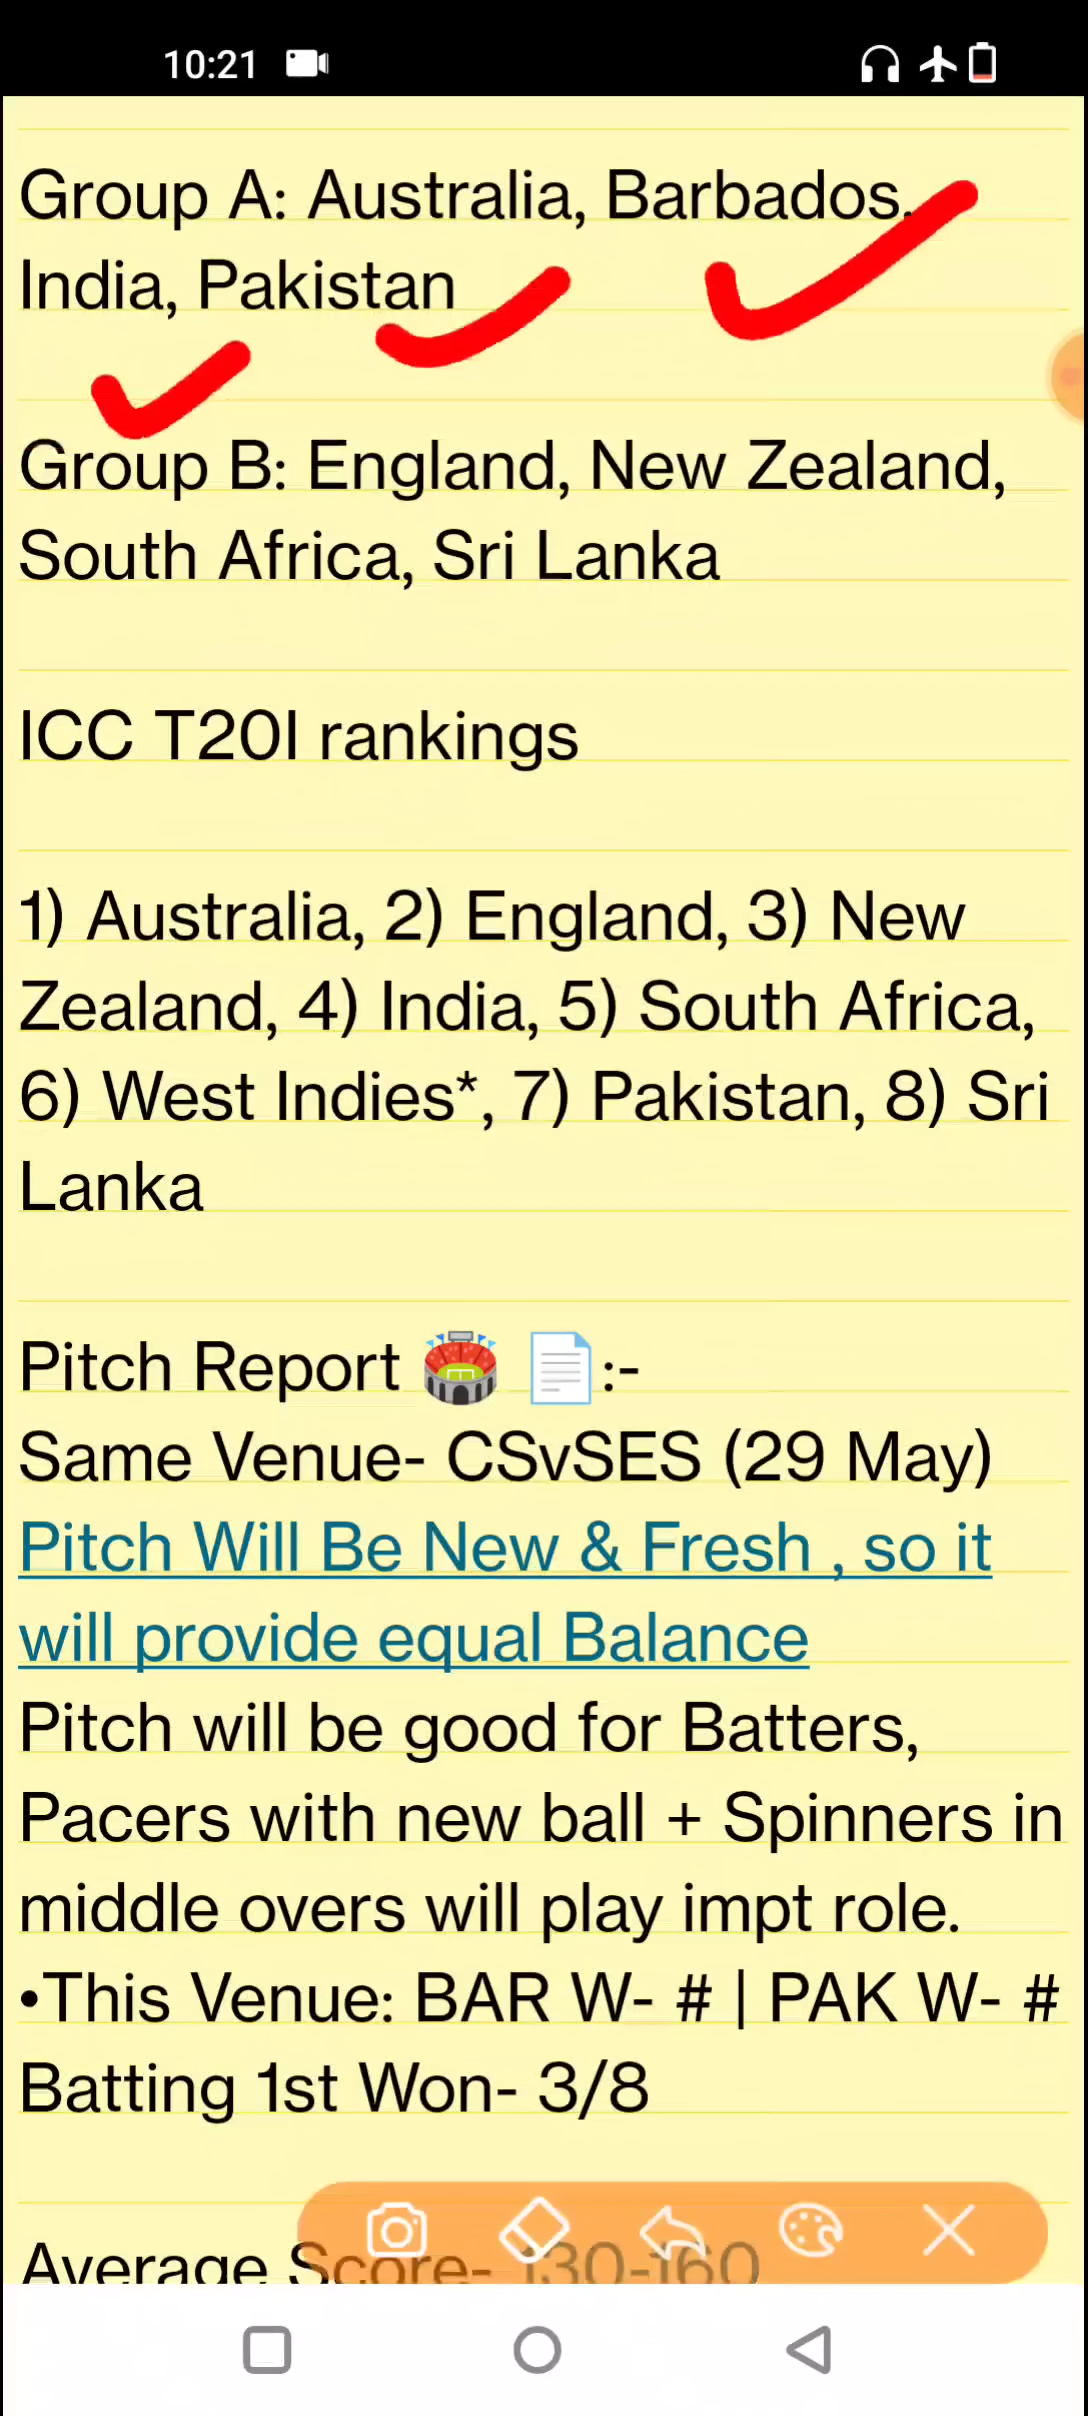 10:21
Group A: Australia, Barbados,
India, Pakistan
Group B: England, New Zealand,
South Africa, Sri Lanka
ICC T20I rankings
1) Australia, 2) England, 3) New
Zealand, 4) India, 5) South Africa,
6) West Indies*, 7) Pakistan, 8) Sri
Lanka
Pitch Report 🏟️ 📄:-
Same Venue- CSvSES (29 May)
Pitch Will Be New & Fresh , so it
will provide equal Balance
Pitch will be good for Batters,
Pacers with new ball + Spinners in
middle overs will play impt role.
•This Venue: BAR W- # | PAK W- #
Batting 1st Won- 3/8
Average Score- 130-160